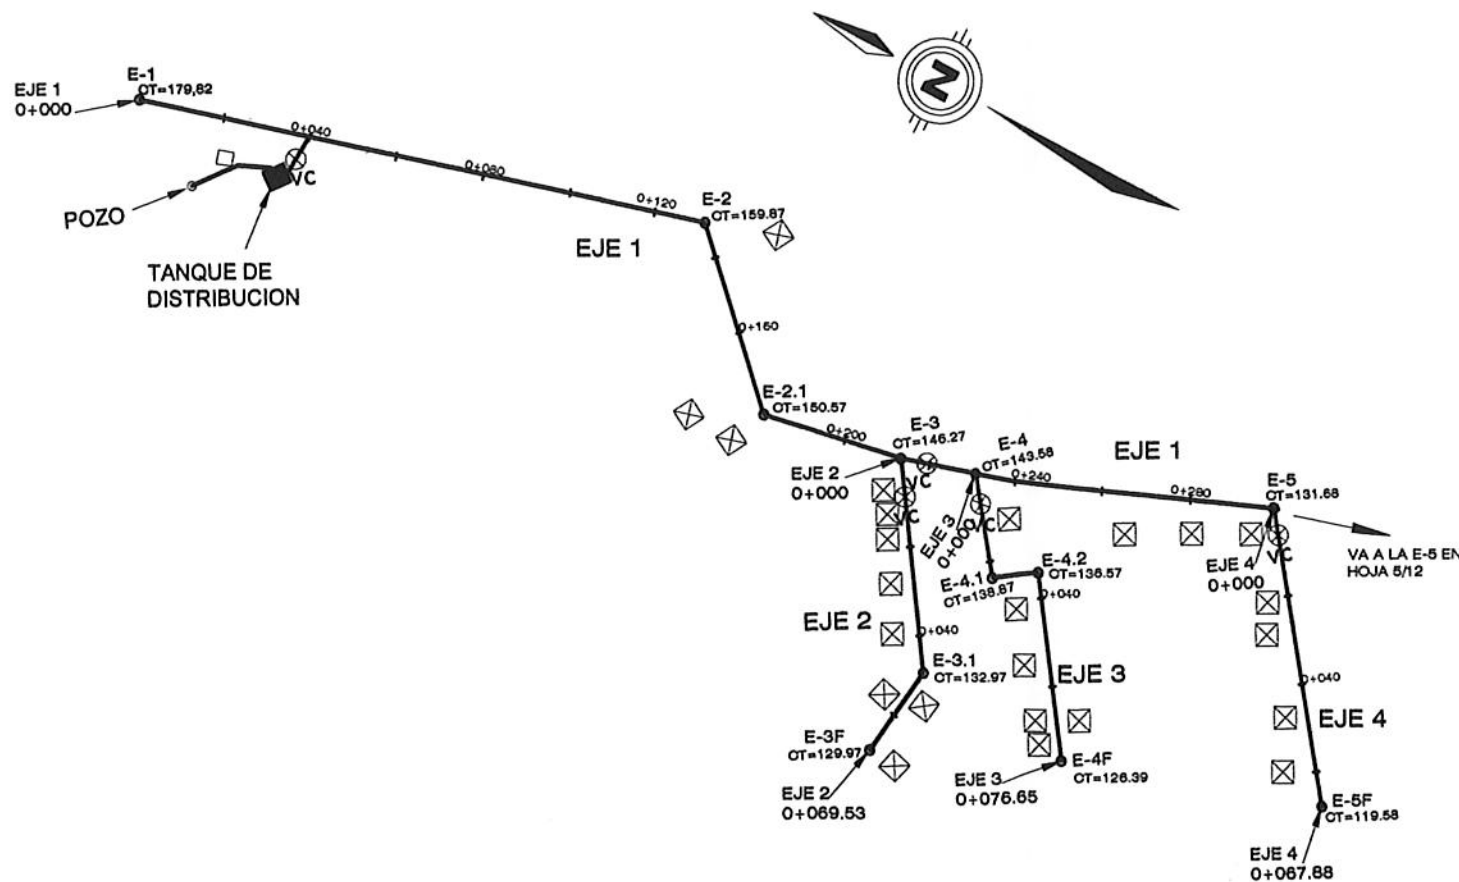 E-1
CT=179,82
EJE 1
0+000
0+040
0+080
0+120
E-2
CT=159.87
POZO
VC
TANQUE DE
DISTRIBUCION
EJE 1
N
0+160
E-2.1
CT=150.57
0+200
E-3
CT=146.27
E-4
CT=143.58
EJE 1
EJE 2
0+000
VC
VC
EJE 3
0+000
VC
0+240
0+280
E-5
CT=131.68
EJE 4
0+000
VC
VA A LA E-5 EN
HOJA 5/12
E-4.1
CT=138.87
E-4.2
CT=136.57
0+040
EJE 2
0+040
E-3.1
CT=132.97
EJE 3
0+040
EJE 4
E-3F
CT=129.97
EJE 2
0+069.53
EJE 3
0+076.65
E-4F
CT=126.39
E-5F
CT=119.58
EJE 4
0+067.88